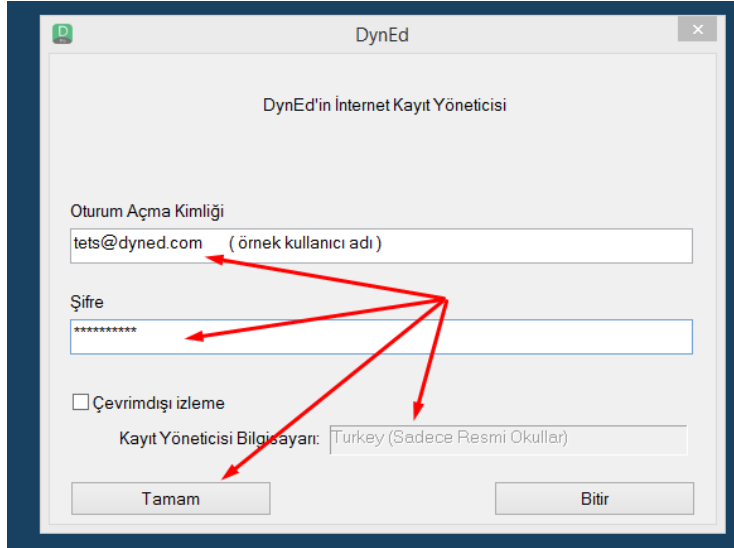 DynEd
DynEd'in İnternet Kayıt Yöneticisi
Oturum Açma Kimliği
tets@dyned.com ( örnek kullanıcı adı )
Şifre
**********
Çevrimdışı izleme
Kayıt Yöneticisi Bilgisayarı: Turkey (Sadece Resmi Okullar)
Tamam Bitir